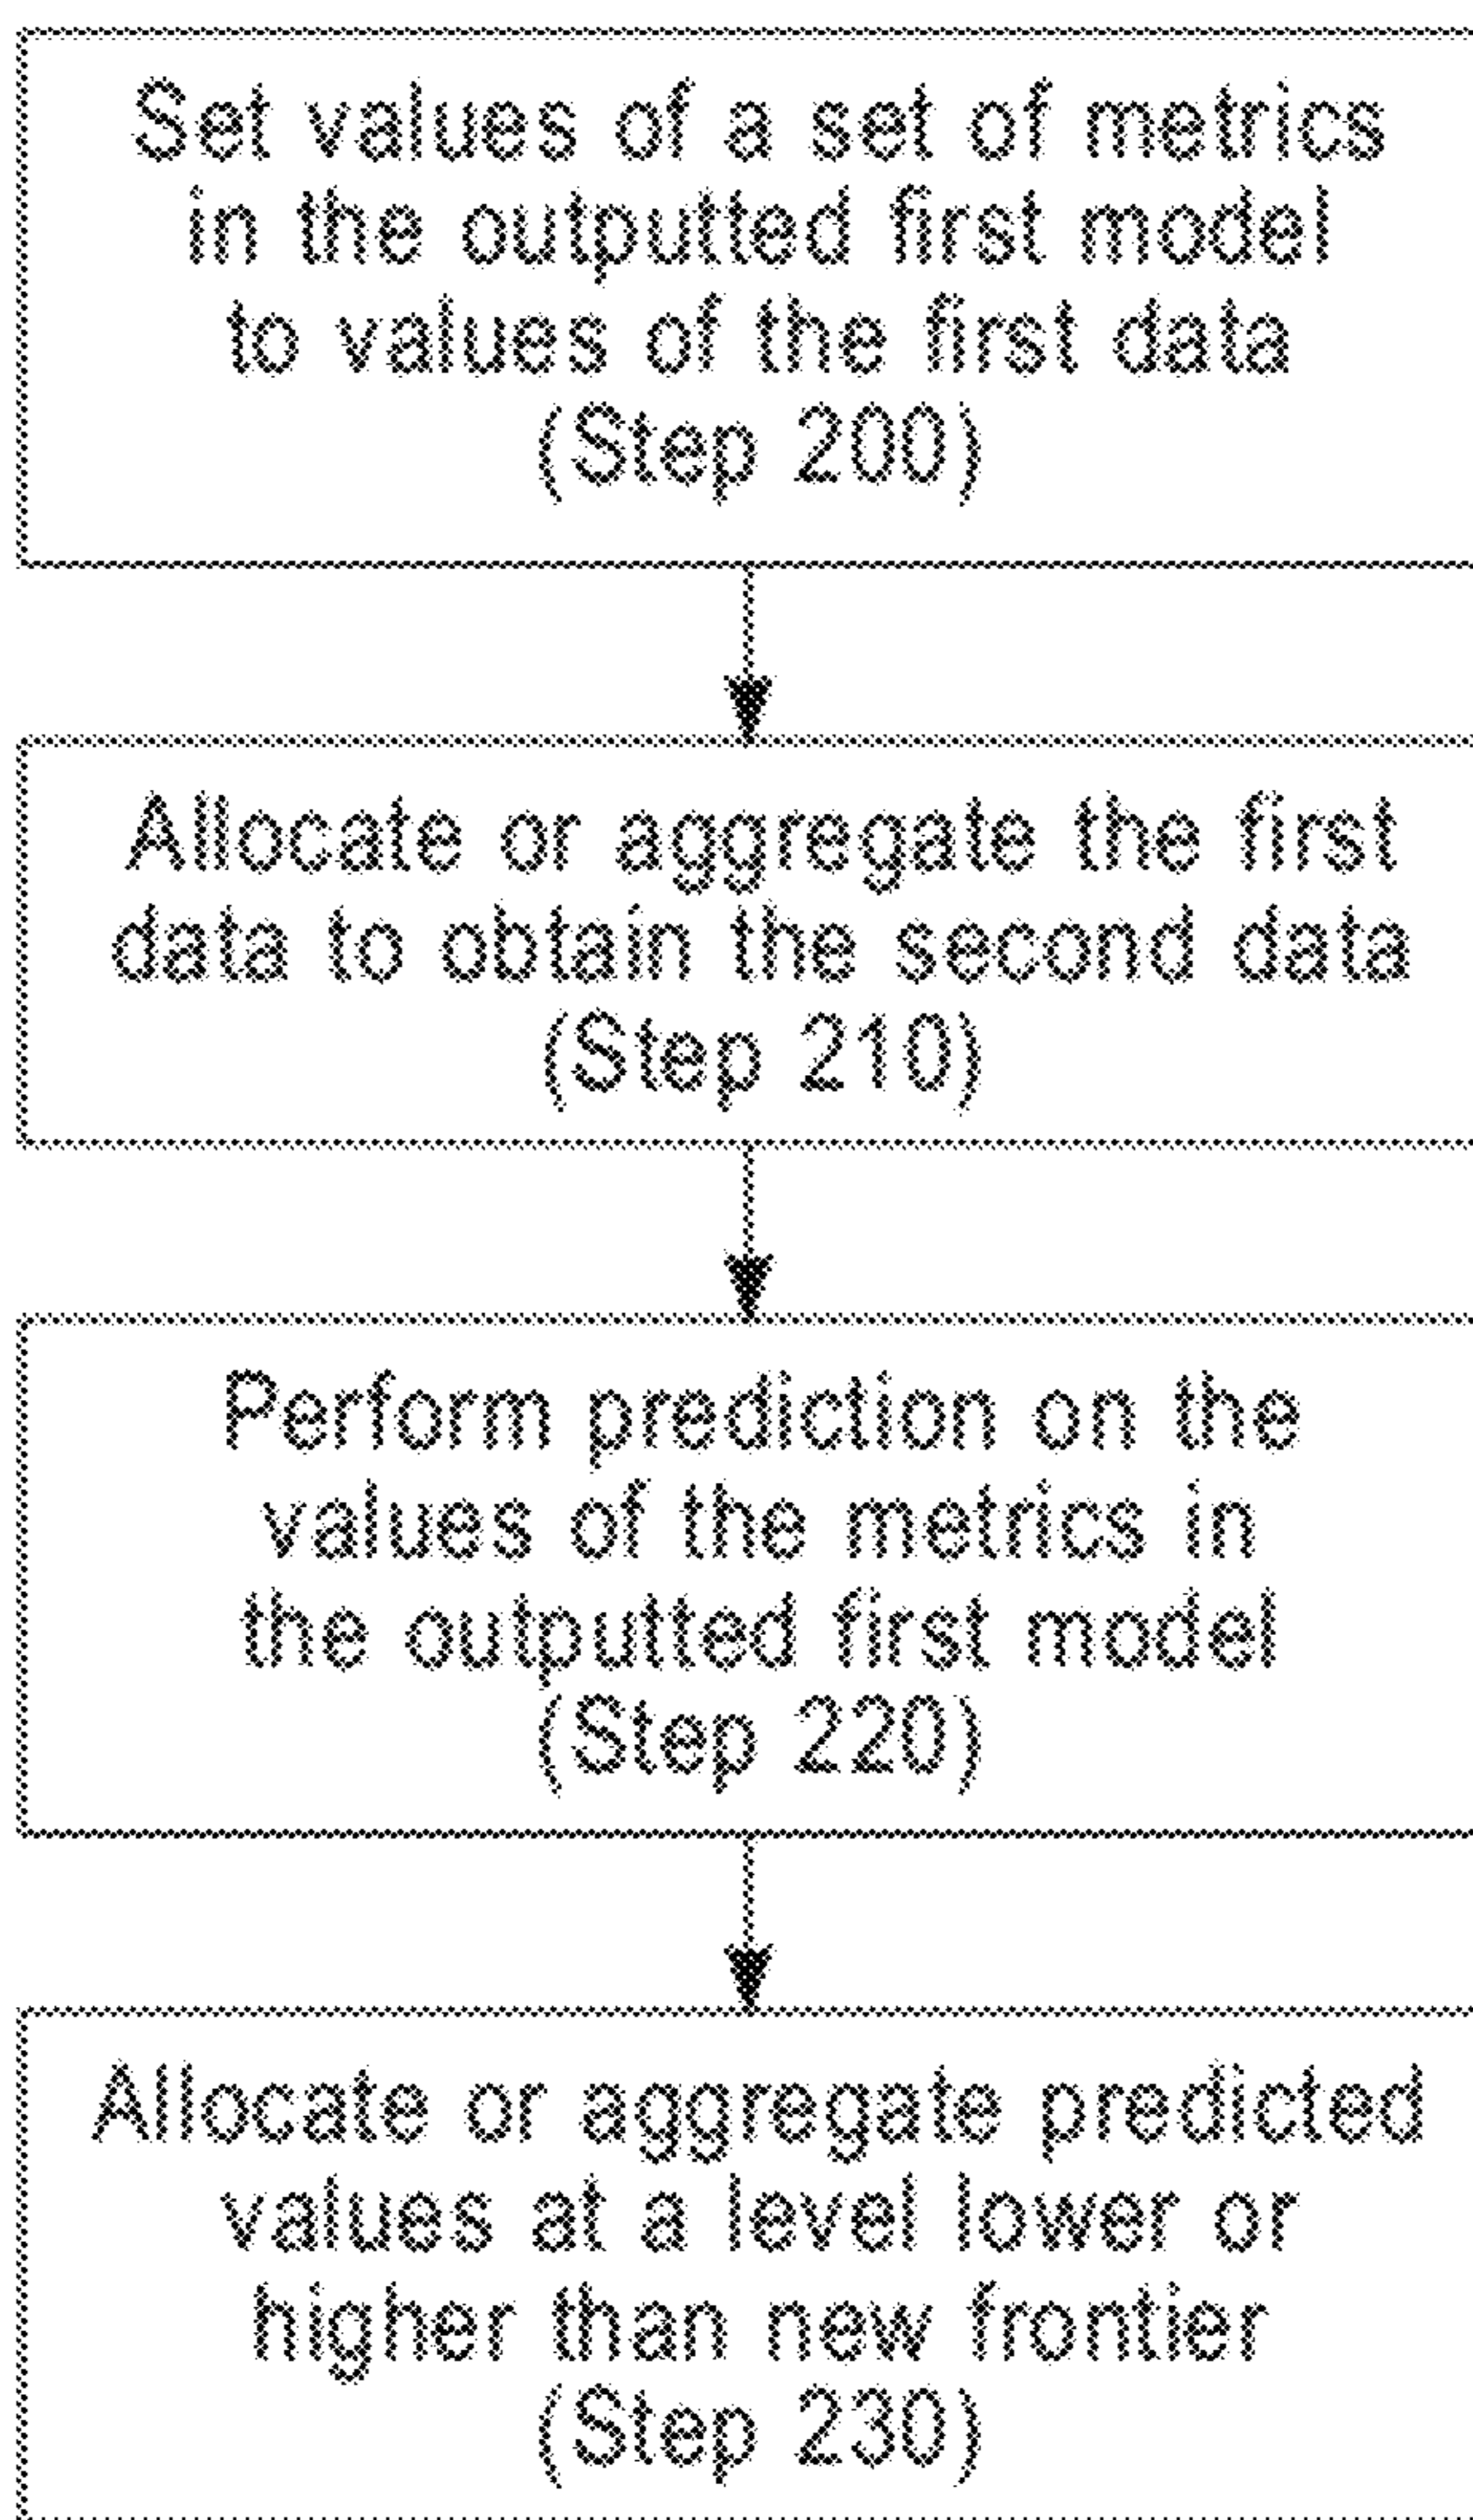 Set values of a set of metrics
in the outputted first model
to values of the first data
(Step 200)
Allocate or aggregate the first
data to obtain the second data
(Step 210)
Perform prediction on the
values of the metrics in
the outputted first model
(Step 220)
Allocate or aggregate predicted
values at a level lower or
higher than new frontier
(Step 230)